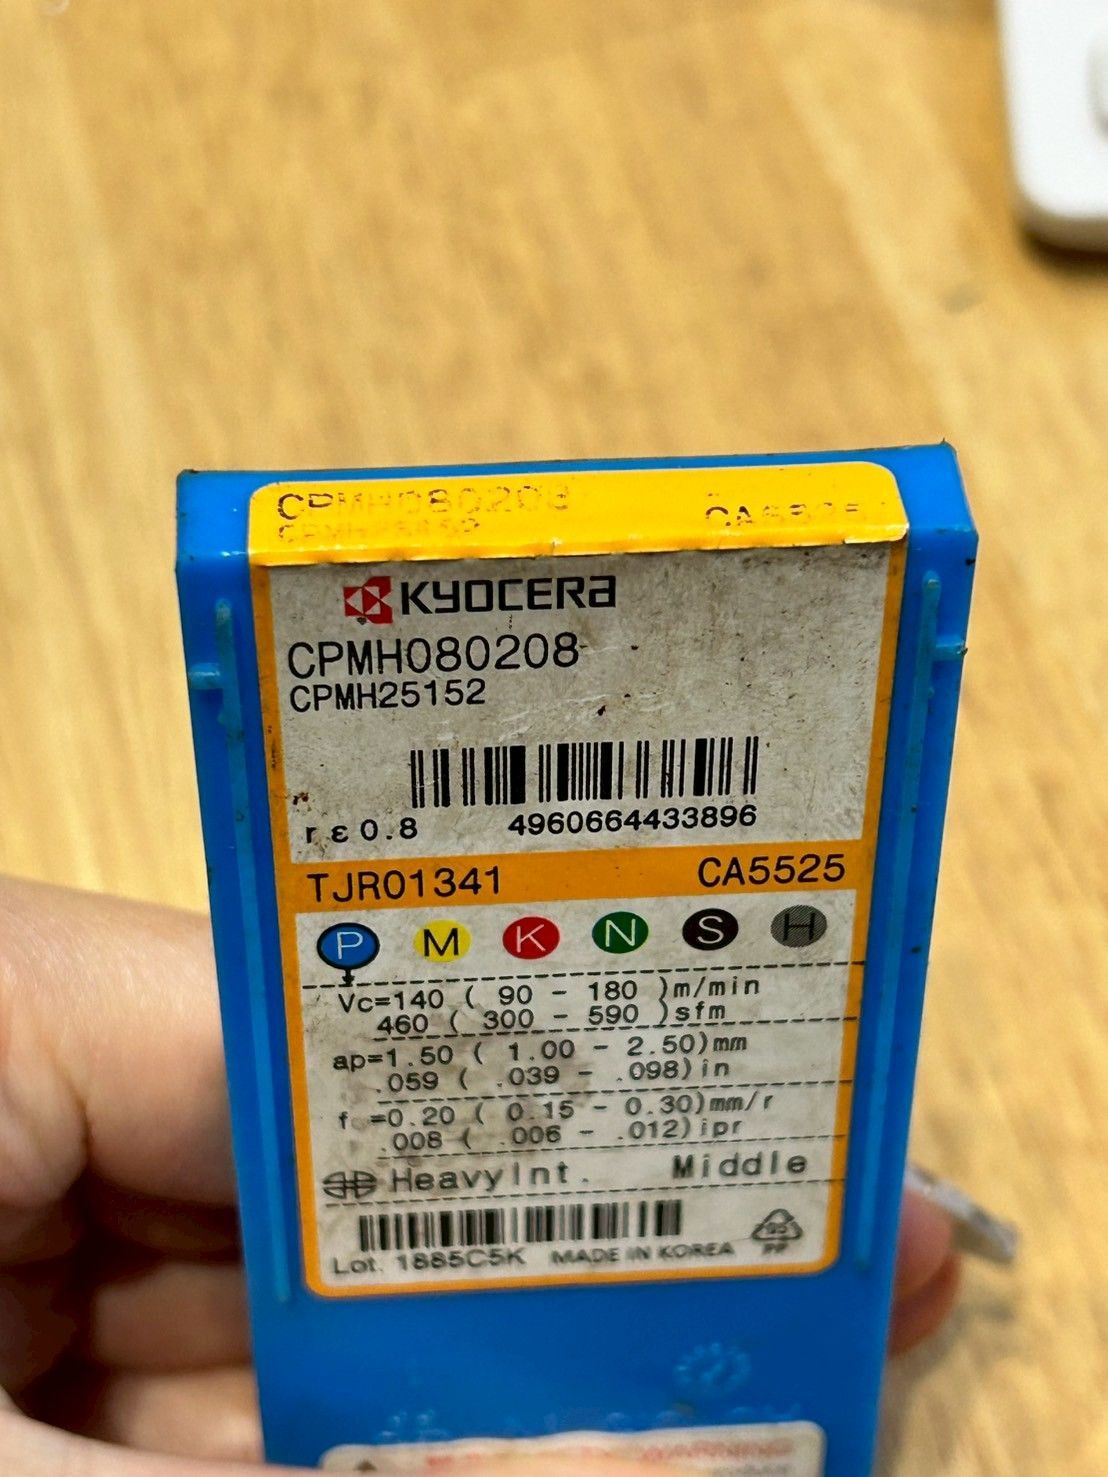 CPMH080208
KYOCERA
CPMH080208
CPMH25152
rε0.8 4960664433896
TJR01341 CA5525
P M K N S H
Vc=140 ( 90 - 180 )m/min
460 ( 300 - 590 )sfm
ap=1.50 ( 1.00 - 2.50)mm
.059 ( .039 - .098)in
f =0.20 ( 0.15 - 0.30)mm/r
.008 ( .006 - .012)ipr
HeavyInt. Middle
Lot. 1885C5K MADE IN KOREA PP
WARNING